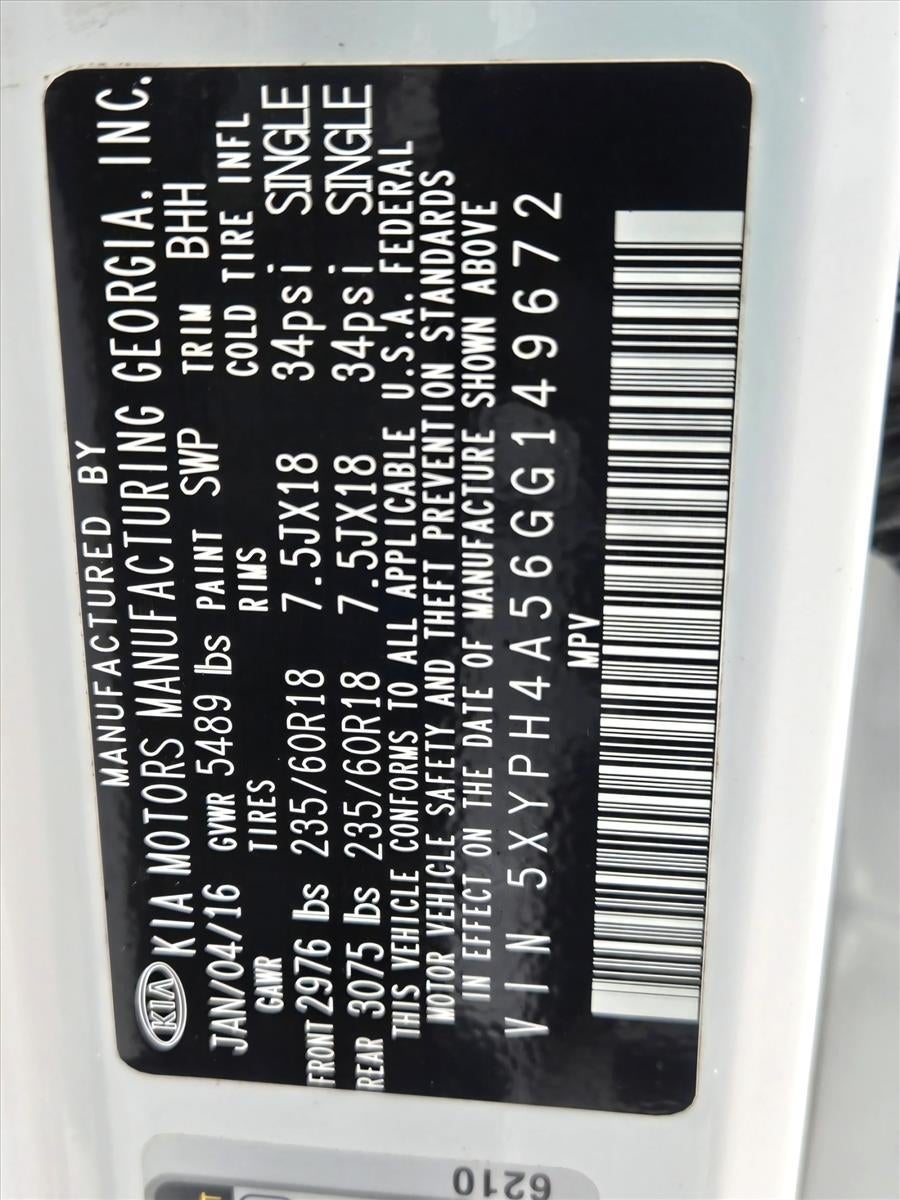 MANUFACTURED BY
KIA KIA MOTORS MANUFACTURING GEORGIA, INC.
JAN/04/16 GVWR 5489 lbs PAINT SWP TRIM BHH
GAWR TIRES RIMS COLD TIRE INFL
FRONT 2976 lbs 235/60R18 7.5JX18 34psi SINGLE
REAR 3075 lbs 235/60R18 7.5JX18 34psi SINGLE
THIS VEHICLE CONFORMS TO ALL APPLICABLE U.S.A. FEDERAL
MOTOR VEHICLE SAFETY AND THEFT PREVENTION STANDARDS
IN EFFECT ON THE DATE OF MANUFACTURE SHOWN ABOVE
VIN 5XYPH4A56GG149672
MPV
6210